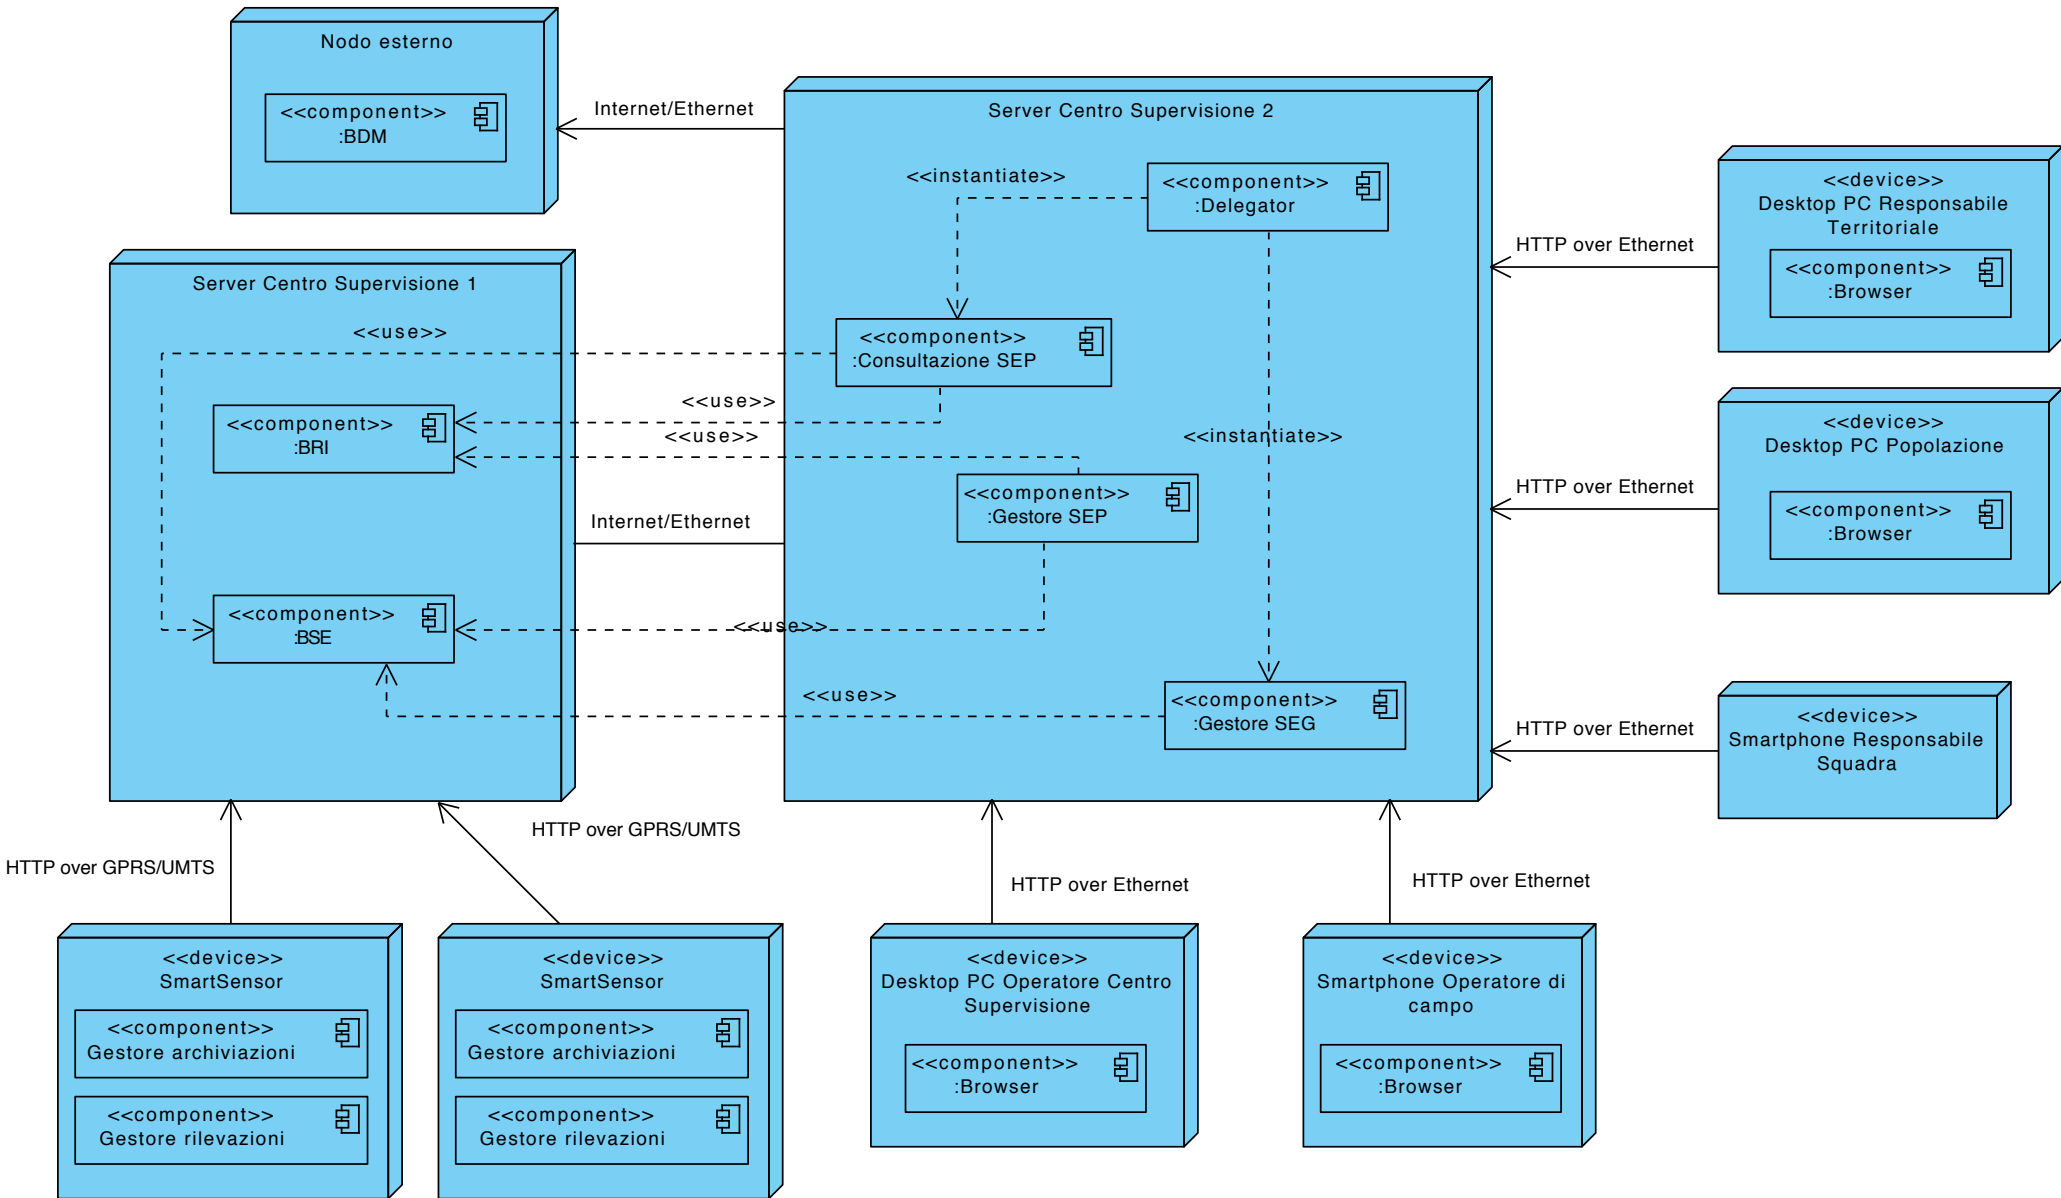 Nodo esterno
<<component>>
:BDM
Internet/Ethernet
Server Centro Supervisione 2
<<instantiate>>
<<component>>
:Delegator
<<device>>
Desktop PC Responsabile
Territoriale
<<component>>
:Browser
HTTP over Ethernet
Server Centro Supervisione 1
<<use>>
<<component>>
:Consultazione SEP
<<use>>
<<component>>
:BRI
<<use>>
<<instantiate>>
<<device>>
Desktop PC Popolazione
<<component>>
:Browser
HTTP over Ethernet
<<component>>
:Gestore SEP
Internet/Ethernet
<<component>>
:BSE
<<use>>
<<use>>
<<component>>
:Gestore SEG
HTTP over Ethernet
<<device>>
Smartphone Responsabile
Squadra
HTTP over GPRS/UMTS
HTTP over GPRS/UMTS
HTTP over Ethernet
HTTP over Ethernet
<<device>>
SmartSensor
<<component>>
Gestore archiviazioni
<<component>>
Gestore rilevazioni
<<device>>
SmartSensor
<<component>>
Gestore archiviazioni
<<component>>
Gestore rilevazioni
<<device>>
Desktop PC Operatore Centro
Supervisione
<<component>>
:Browser
<<device>>
Smartphone Operatore di
campo
<<component>>
:Browser